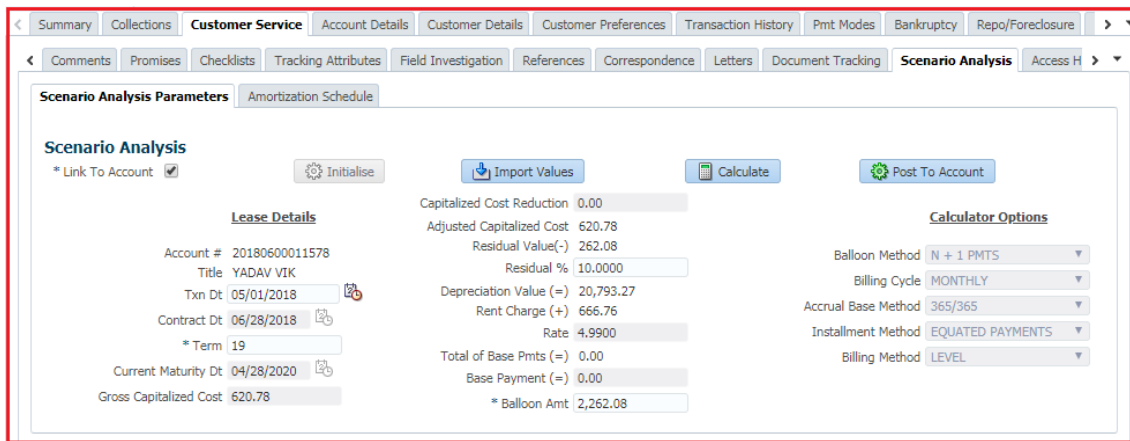 Summary Collections Customer Service Account Details Customer Details Customer Preferences Transaction History Pmt Modes Bankruptcy Repo/Foreclosure
Comments Promises Checklists Tracking Attributes Field Investigation References Correspondence Letters Document Tracking Scenario Analysis Access H
Scenario Analysis Parameters Amortization Schedule
Scenario Analysis
* Link To Account Initialise Import Values Calculate Post To Account
Lease Details
Account # 20180600011578
Title YADAV VIK
Txn Dt 05/01/2018
Contract Dt 06/28/2018
* Term 19
Current Maturity Dt 04/28/2020
Gross Capitalized Cost 620.78
Capitalized Cost Reduction 0.00
Adjusted Capitalized Cost 620.78
Residual Value(-) 262.08
Residual % 10.0000
Depreciation Value (=) 20,793.27
Rent Charge (+) 666.76
Rate 4.9900
Total of Base Pmts (=) 0.00
Base Payment (=) 0.00
* Balloon Amt 2,262.08
Calculator Options
Balloon Method N + 1 PMTS
Billing Cycle MONTHLY
Accrual Base Method 365/365
Installment Method EQUATED PAYMENTS
Billing Method LEVEL